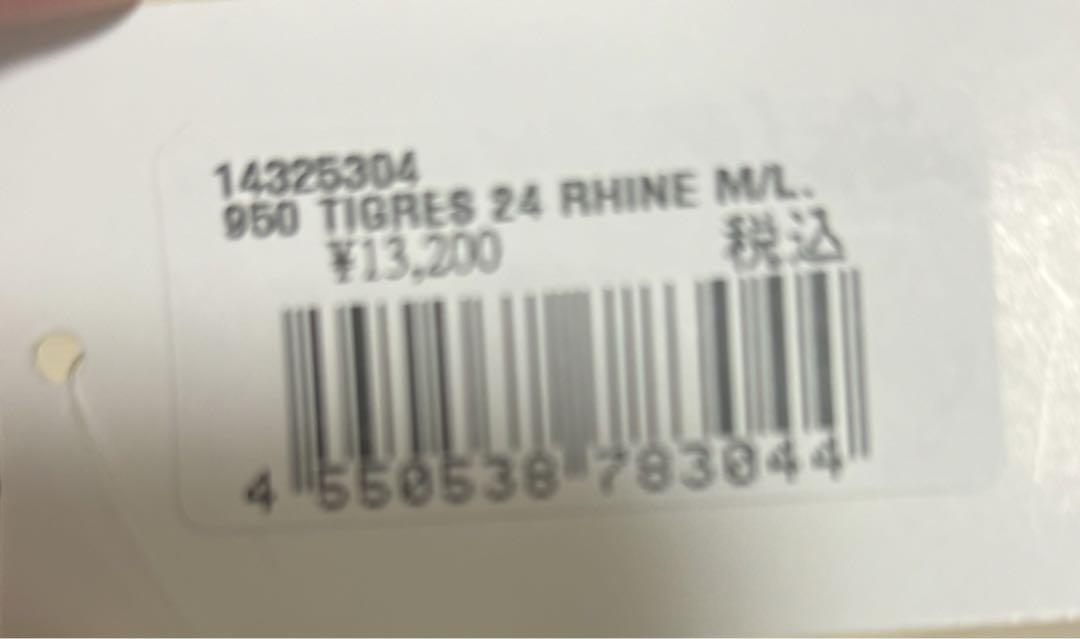 14325304
950 TIGRES 24 RHINE M/L.
¥13,200 税込
4 550538 783044